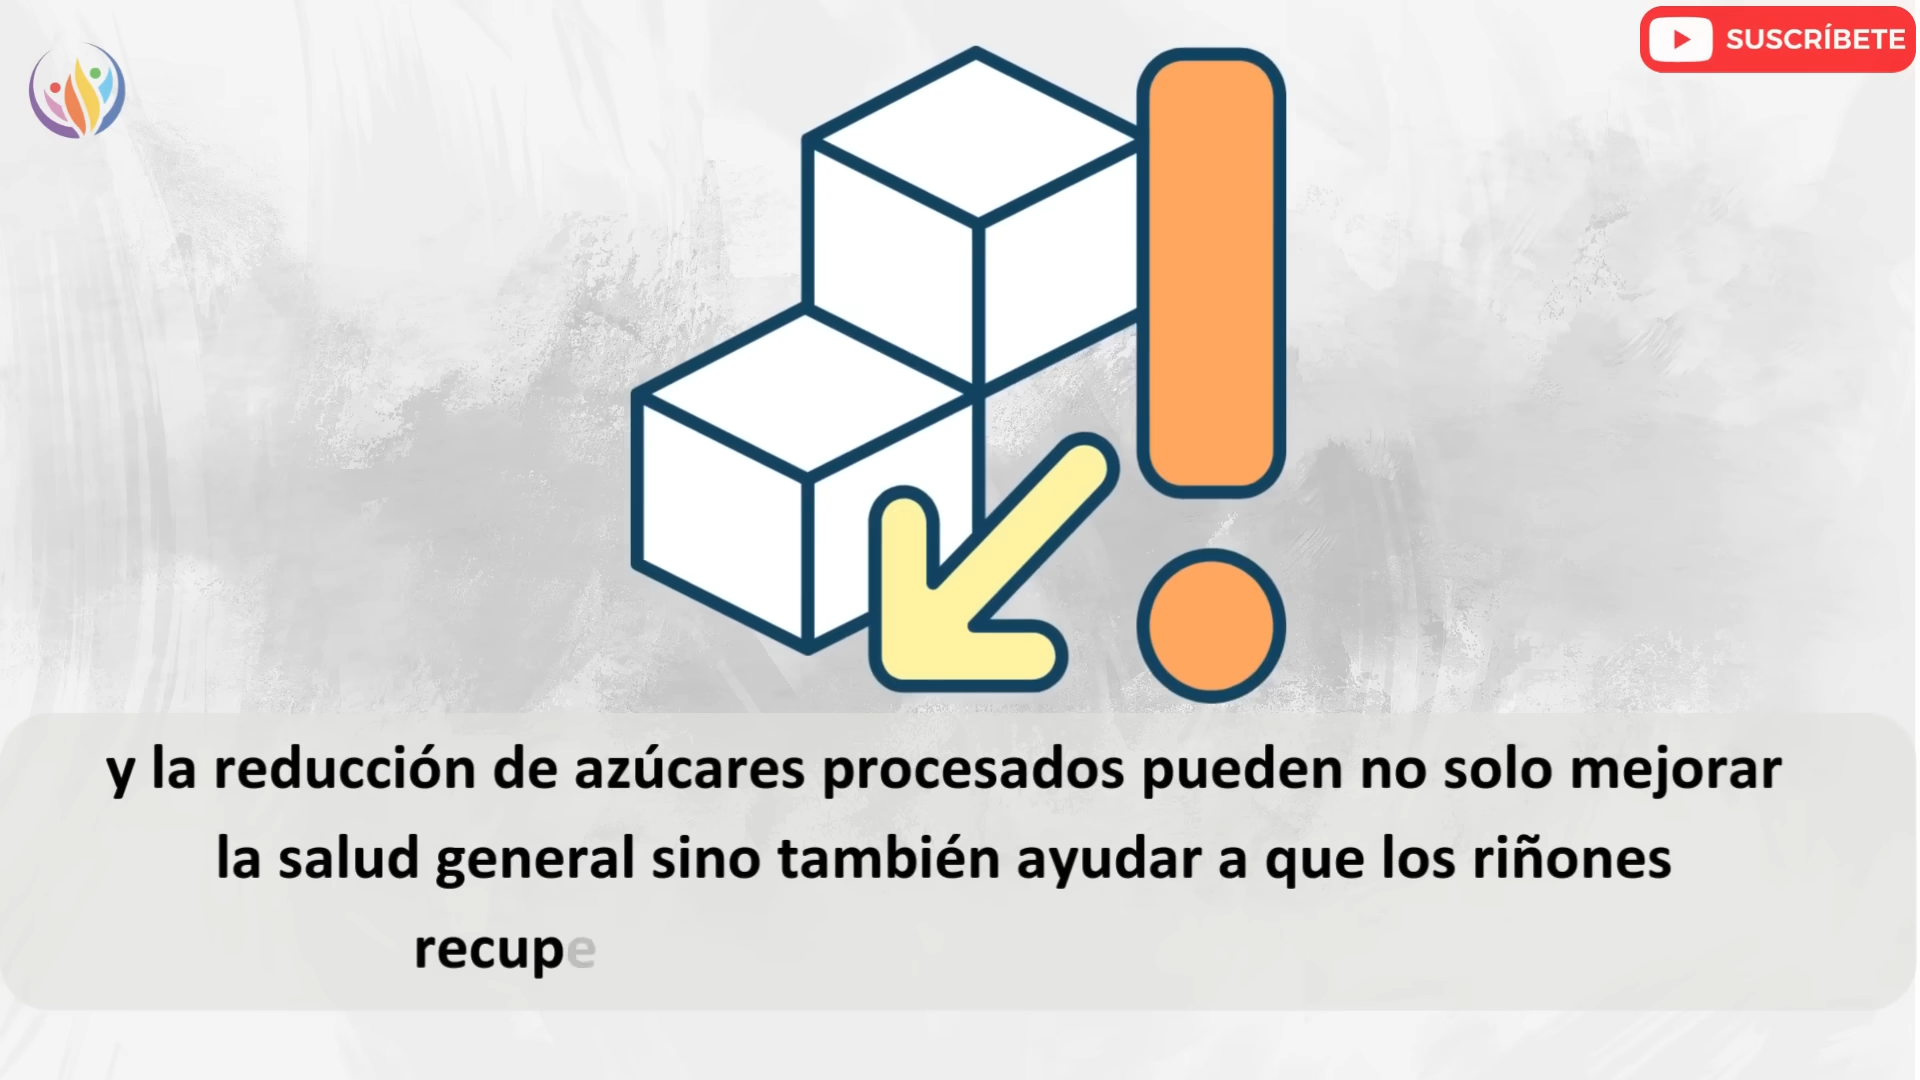 SUSCRÍBETE
y la reducción de azúcares procesados pueden no solo mejorar
la salud general sino también ayudar a que los riñones
recupe